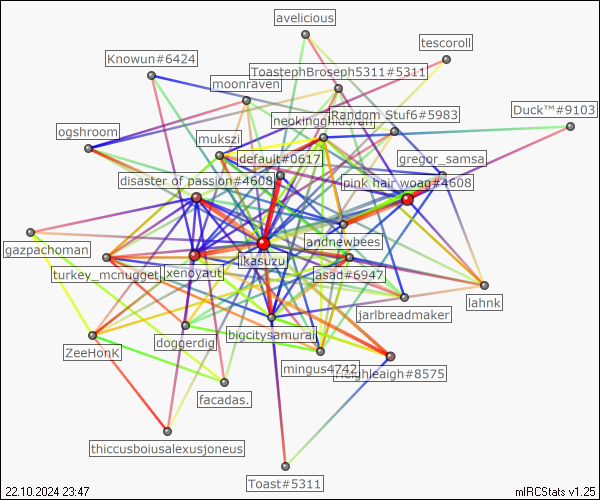 avelicious
tescoroll
Knowun#6424
ToastephBroseph5311#5311
moonraven
Duck™#9103
Random Stuf6#5983
ogshroom
mukszi
default#0617
gregor_samsa
disaster of passion#4608
pink hair woag#4608
andnewbees
gazpachoman
ikasuzu
turkey_mcnugget
xenoyaut
asad#6947
lahnk
jarlbreadmaker
bigcitysamurai
doggerdig
ZeeHonK
mingus4742
#8575
facadas.
thiccusboiusalexusjoneus
Toast#5311
22.10.2024 23:47
mIRCStats v1.25